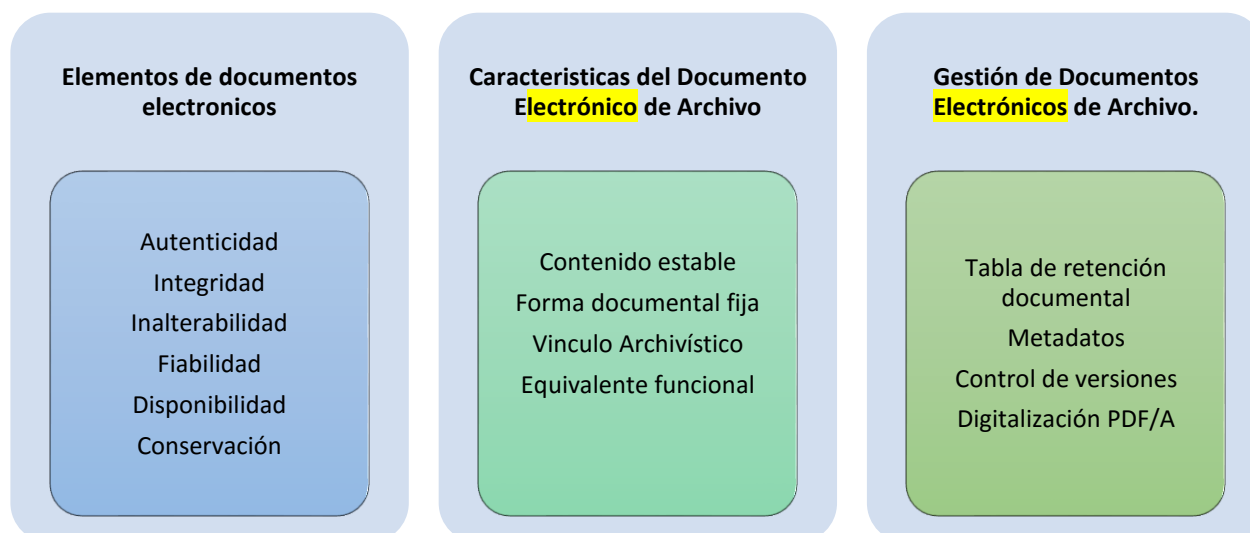 Elementos de documentos
electronicos
Autenticidad
Integridad
Inalterabilidad
Fiabilidad
Disponibilidad
Conservación
Caracteristicas del Documento
Electrónico de Archivo
Contenido estable
Forma documental fija
Vinculo Archivístico
Equivalente funcional
Gestión de Documentos
Electrónicos de Archivo.
Tabla de retención
documental
Metadatos
Control de versiones
Digitalización PDF/A